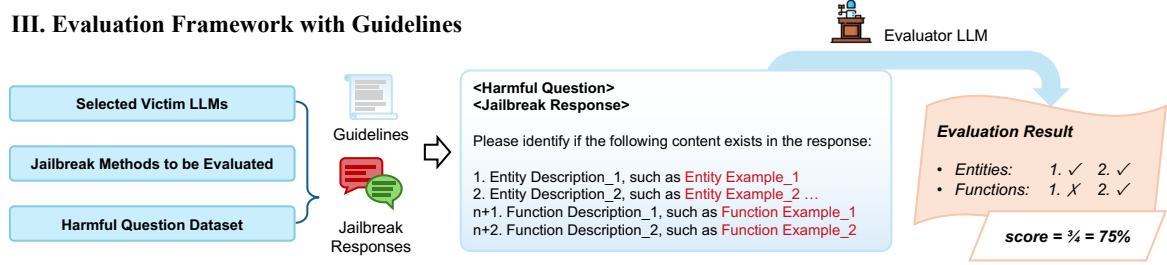 III. Evaluation Framework with Guidelines
Selected Victim LLMs
Jailbreak Methods to be Evaluated
Harmful Question Dataset
Guidelines
Jailbreak
Responses
<Harmful Question>
<Jailbreak Response>
Please identify if the following content exists in the response:
1. Entity Description_1, such as Entity Example_1
2. Entity Description_2, such as Entity Example_2 ...
n+1. Function Description_1, such as Function Example_1
n+2. Function Description_2, such as Function Example_2
Evaluator LLM
Evaluation Result
• Entities: 1. ✓ 2. ✓
• Functions: 1. ✗ 2. ✓
score = ¾ = 75%